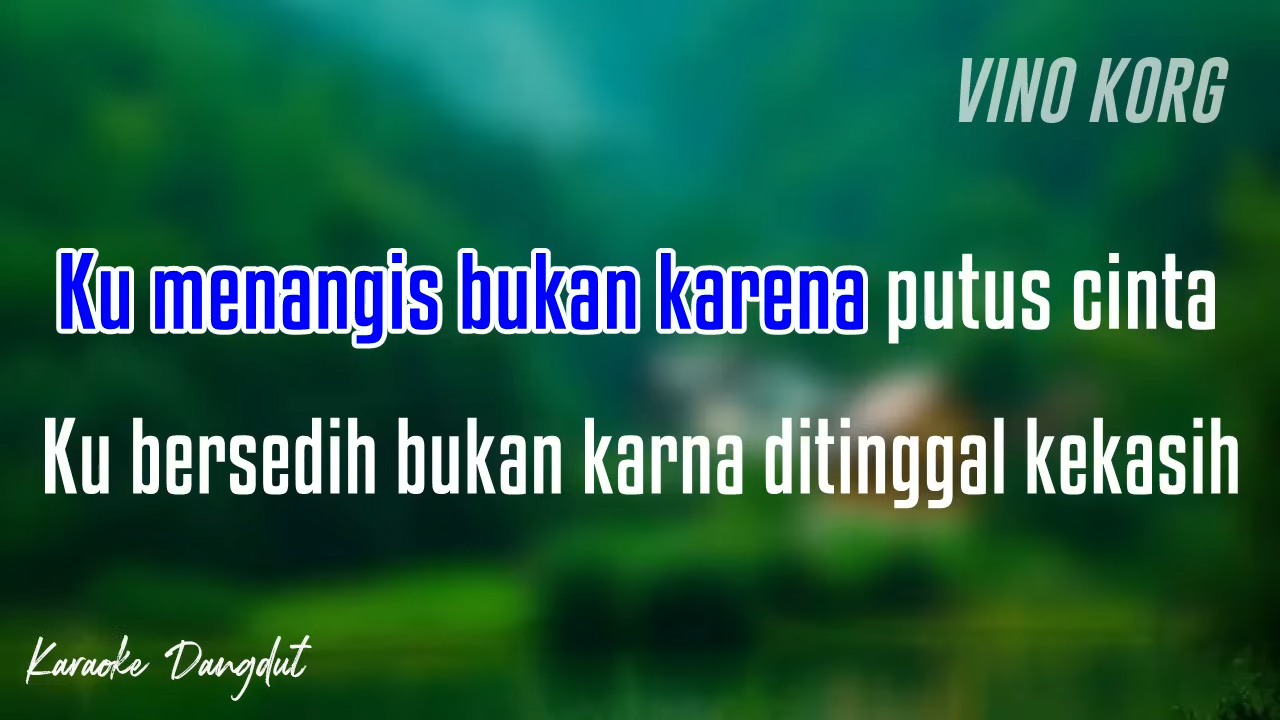 VINO KORG
Ku menangis bukan karena putus cinta
Ku bersedih bukan karna ditinggal kekasih
Karaoke Dangdut